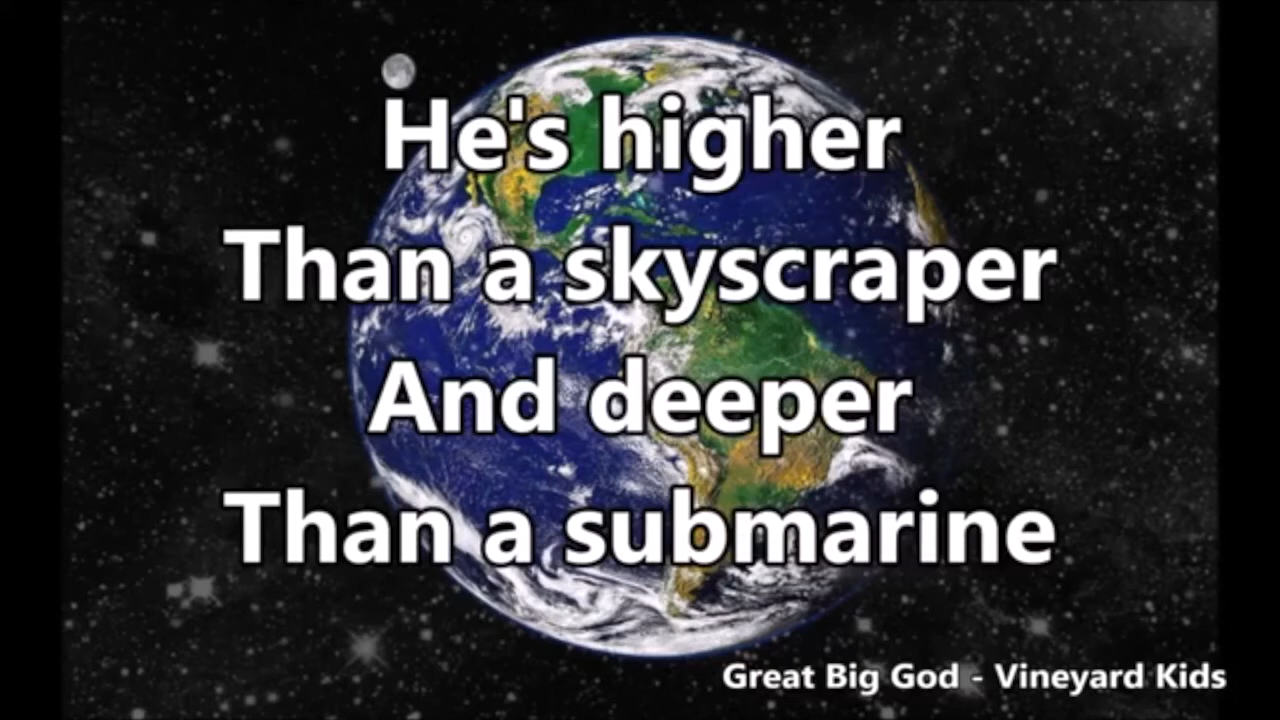 He's higher
Than a skyscraper
And deeper
Than a submarine
Great Big God - Vineyard Kids